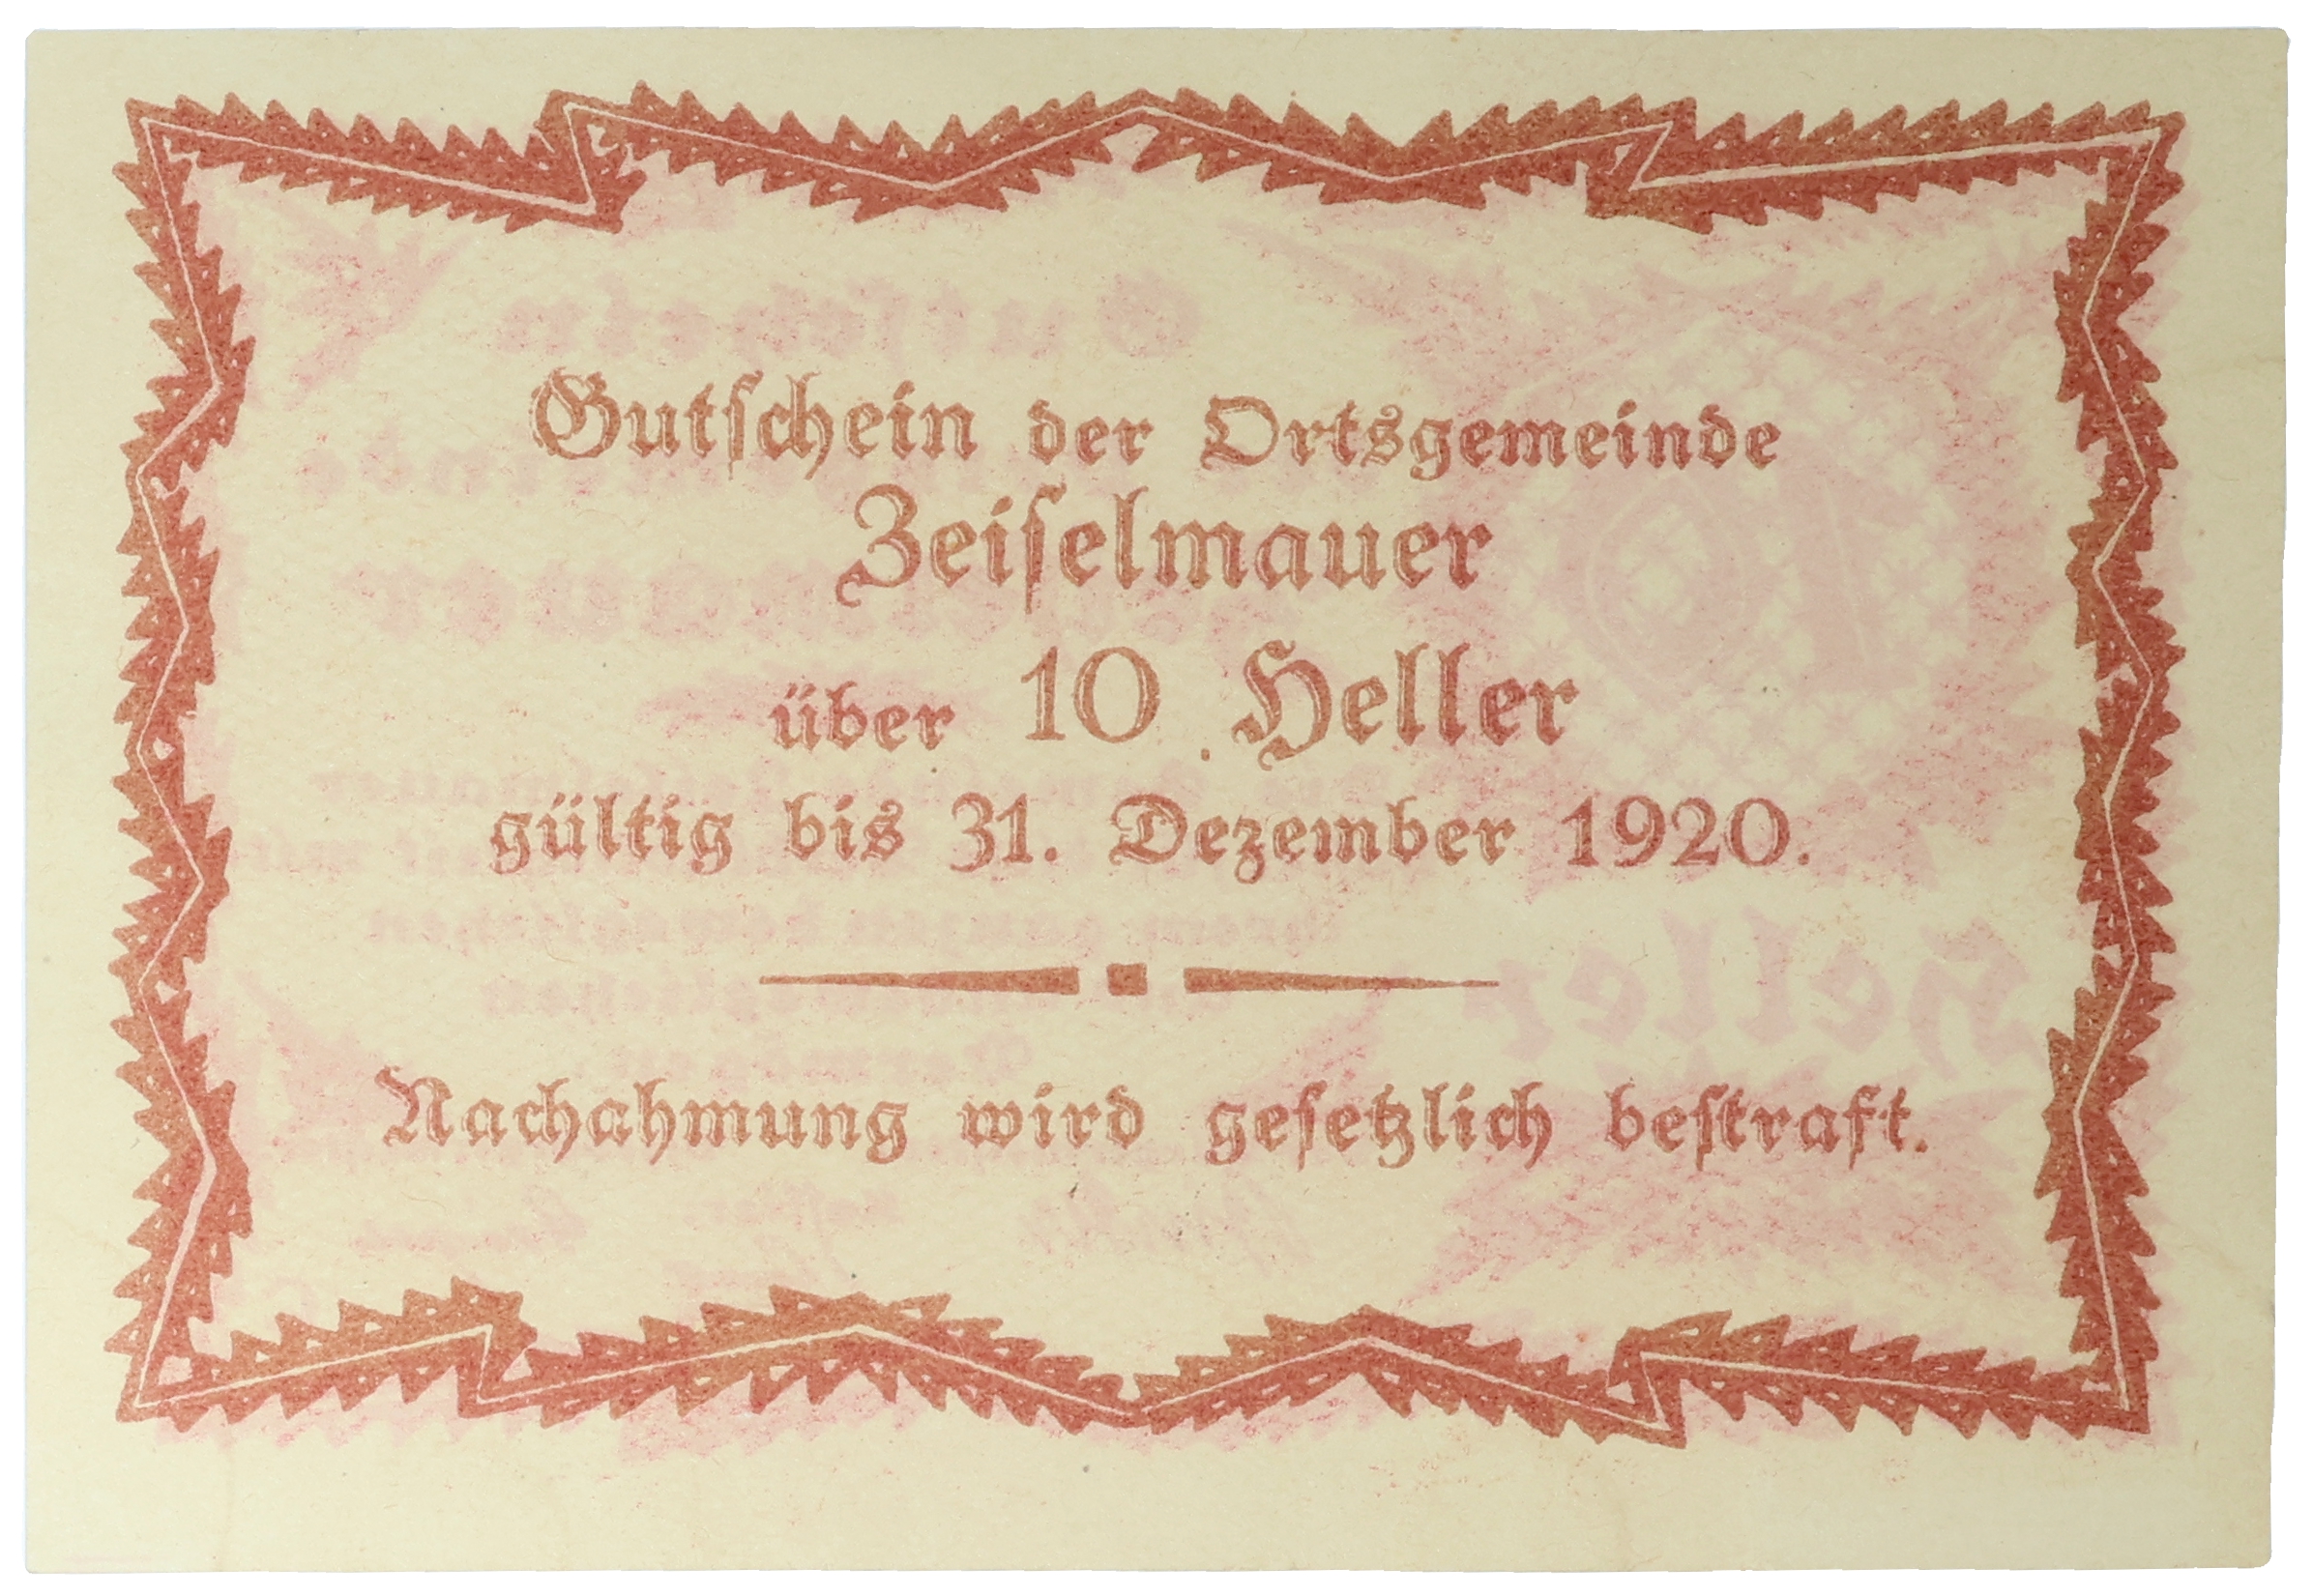 Gutschein der Ortsgemeinde
Zeiselmauer
über 10 Heller
gültig bis 31. Dezember 1920.
Nachahmung wird gesetzlich bestraft.